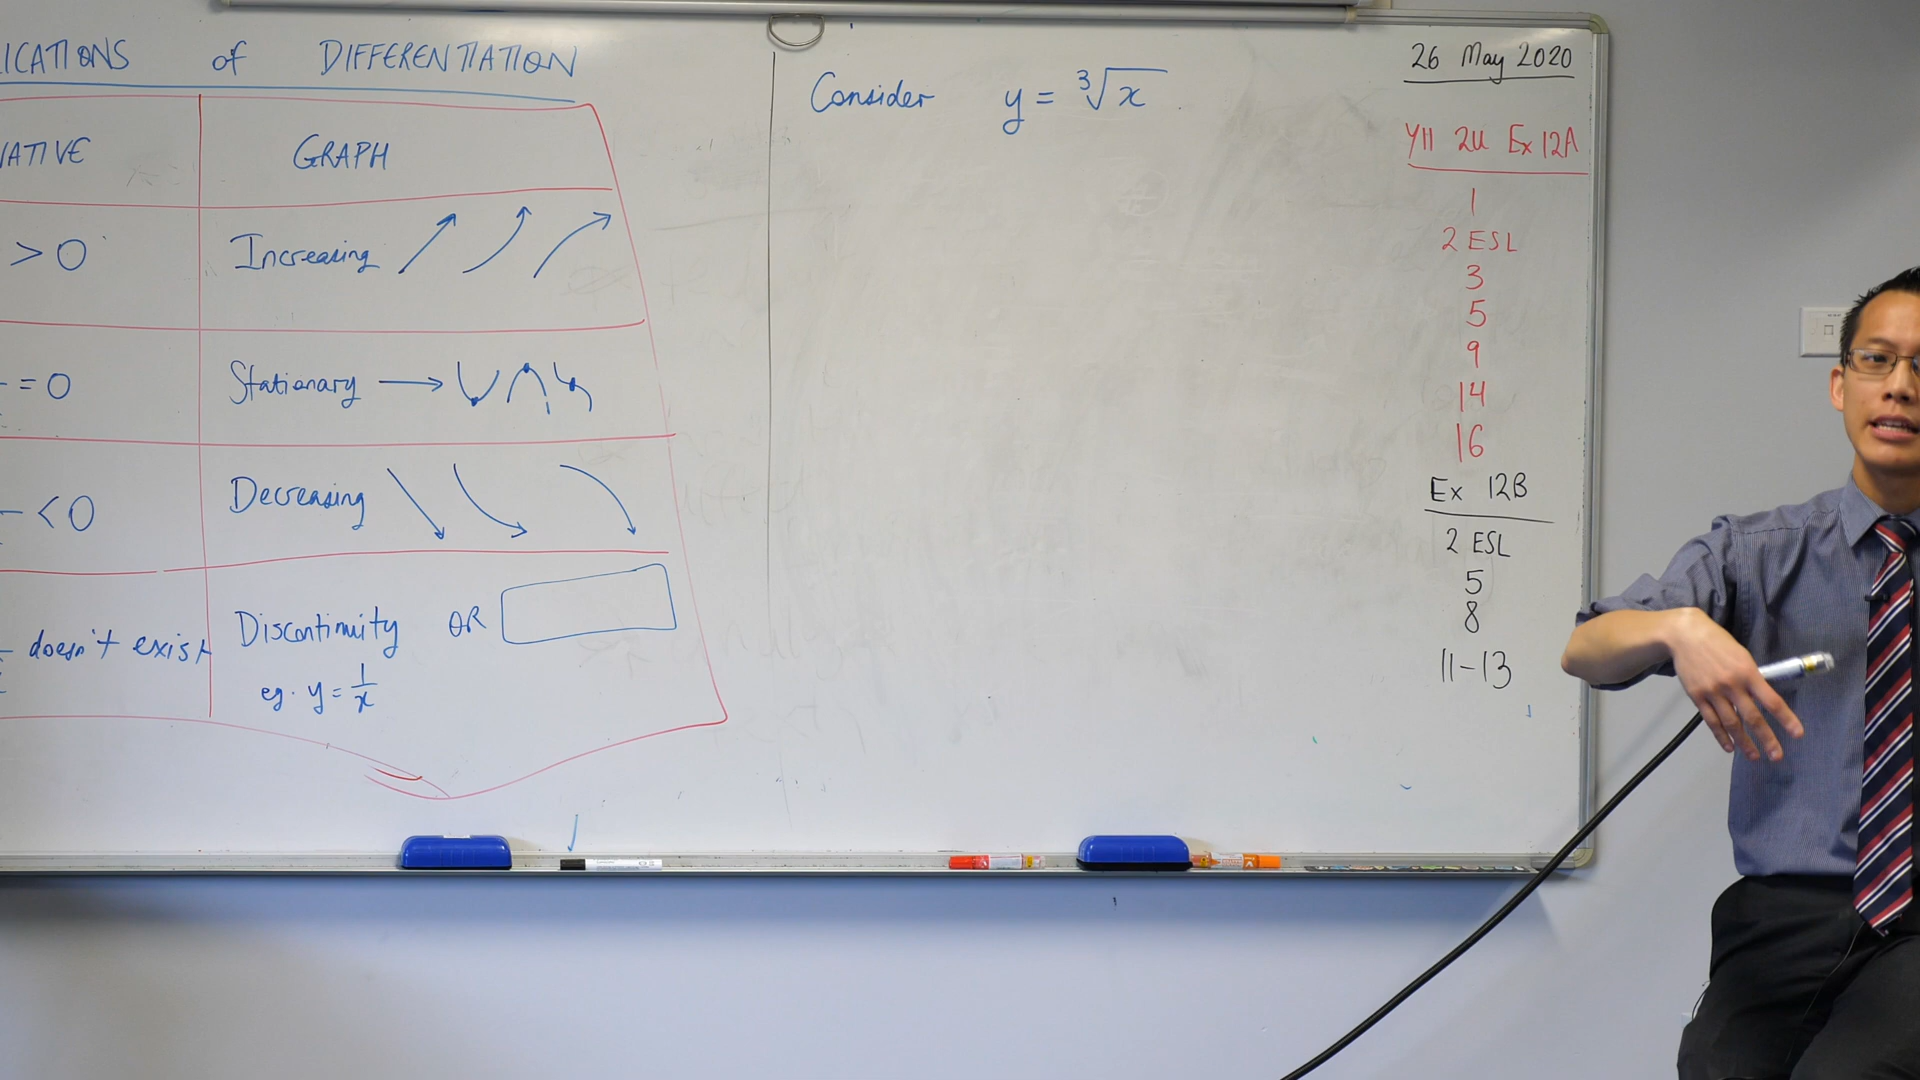 ICATIONS of DIFFERENTIATION
VATIVE GRAPH
> 0 Increasing
= 0 Stationary
< 0 Decreasing
doesn't exist Discontinuity OR
eg. y = 1/x
Consider y = ³√x
26 May 2020
Y11 2U Ex 12A
1
2 ESL
3
5
9
14
16
Ex 12B
2 ESL
5
8
11-13